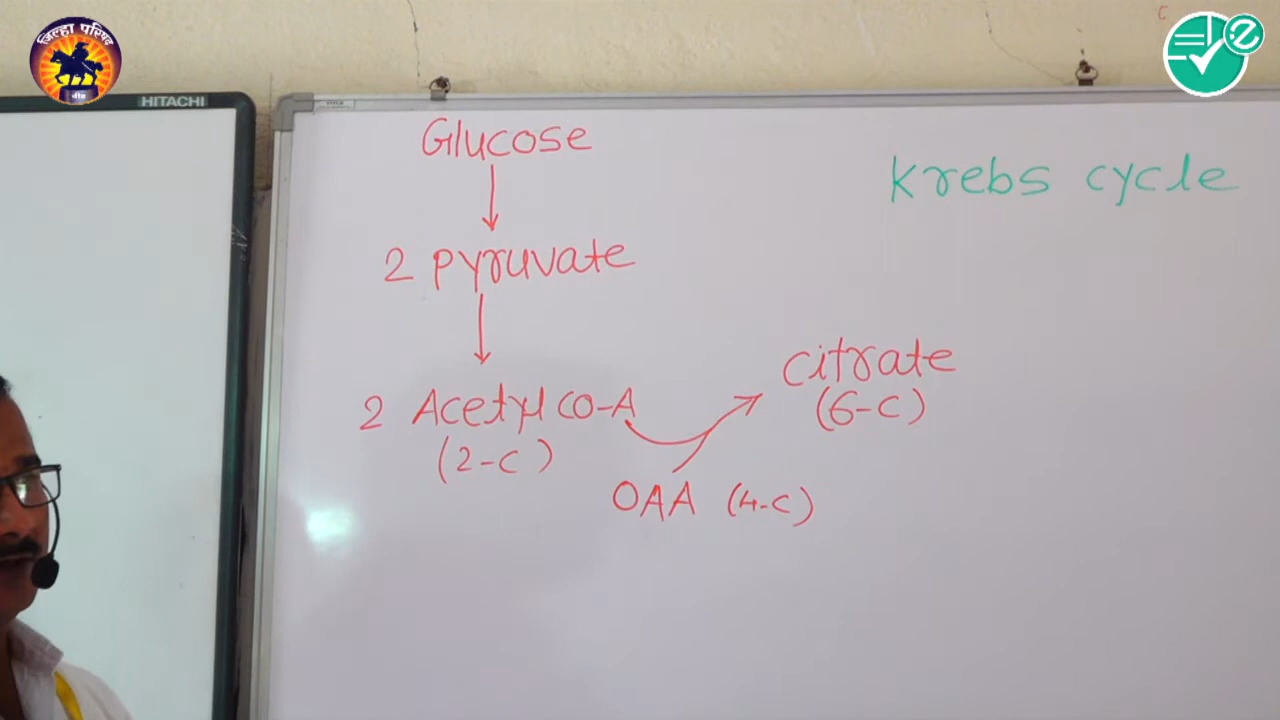 जिल्हा परिषद
बीड
HITACHI
Glucose
Krebs cycle
2 Pyruvate
Citrate
(6-C)
2 Acetyl CO-A
(2-C)
OAA (4-C)